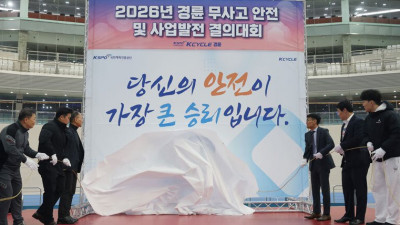 2026년 경륜 무사고 안전
및 사업발전 결의대회
KCYCLE 경륜
KSPO 국민체육진흥공단
KCYCLE
당신의 안전이
가장 큰 승리입니다.